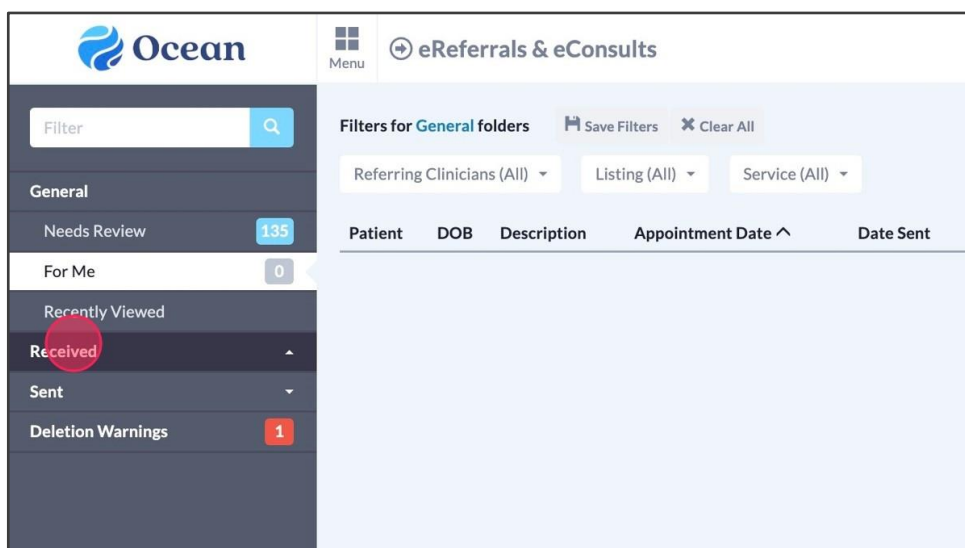 Ocean
Menu
eReferrals & eConsults
Filter
General
Needs Review 135
For Me 0
Recently Viewed
Received
Sent
Deletion Warnings 1
Filters for General folders Save Filters Clear All
Referring Clinicians (All) Listing (All) Service (All)
Patient DOB Description Appointment Date Date Sent